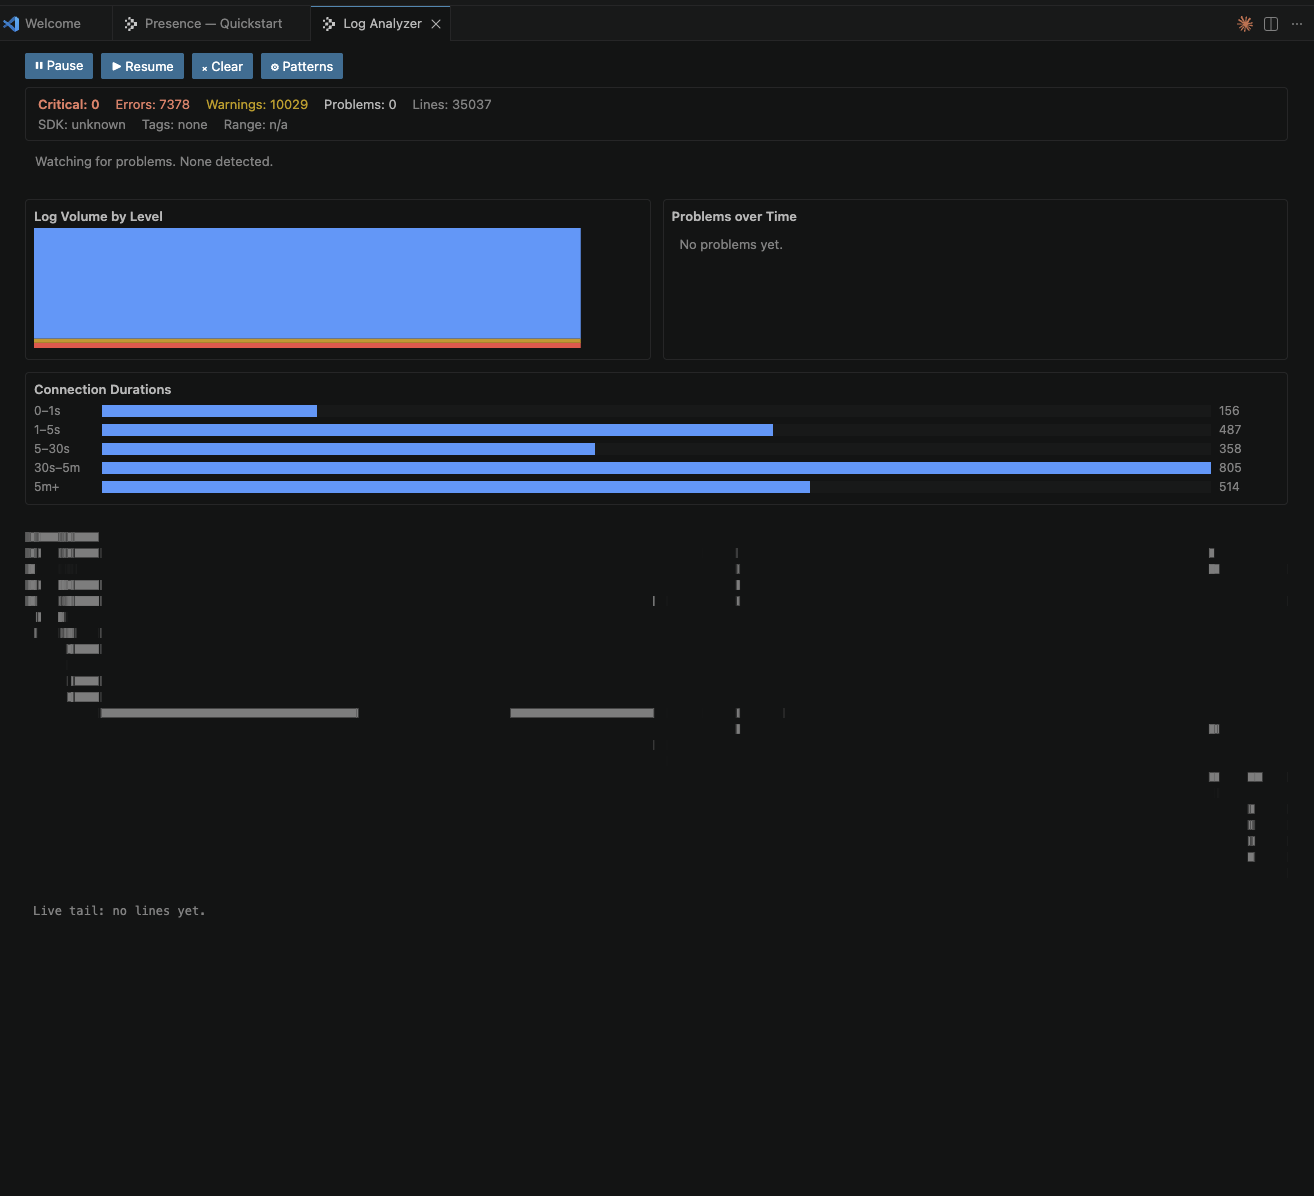 Welcome
Presence — Quickstart
Log Analyzer
Pause
Resume
Clear
Patterns
Critical: 0 Errors: 7378 Warnings: 10029 Problems: 0 Lines: 35037
SDK: unknown Tags: none Range: n/a
Watching for problems. None detected.
Log Volume by Level
Problems over Time
No problems yet.
Connection Durations
0–1s 156
1–5s 487
5–30s 358
30s–5m 805
5m+ 514
Live tail: no lines yet.